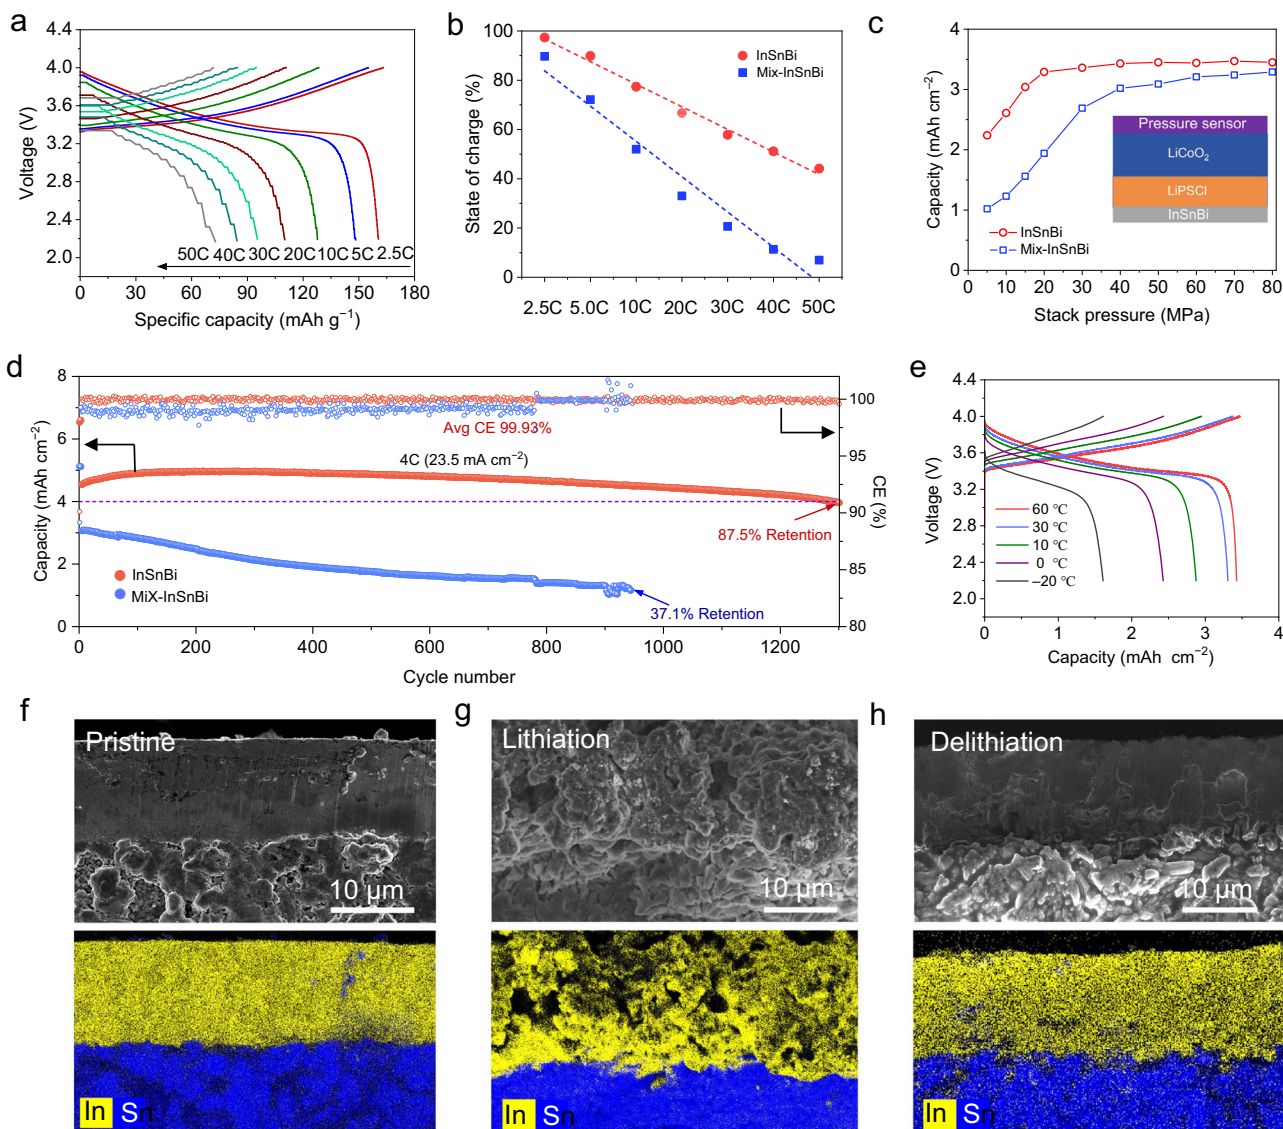 a
4.4
4.0
3.6
3.2
2.8
2.4
2.0
Voltage (V)
50C 40C 30C 20C 10C 5C 2.5C
0 30 60 90 120 150 180
Specific capacity (mAh g⁻¹)
b
100
80
60
40
20
0
State of charge (%)
InSnBi
Mix-InSnBi
2.5C 5.0C 10C 20C 30C 40C 50C
c
4
3
2
1
0
Capacity (mAh cm⁻²)
Pressure sensor
LiCoO₂
LiPSCl
InSnBi
InSnBi
Mix-InSnBi
0 10 20 30 40 50 60 70 80
Stack pressure (MPa)
d
8
6
4
2
0
Capacity (mAh cm⁻²)
Avg CE 99.93%
4C (23.5 mA cm⁻²)
87.5% Retention
InSnBi
MiX-InSnBi
37.1% Retention
100
95
90
85
80
CE (%)
0 200 400 600 800 1000 1200
Cycle number
e
4.4
4.0
3.6
3.2
2.8
2.4
2.0
Voltage (V)
60 ℃
30 ℃
10 ℃
0 ℃
–20 ℃
0 1 2 3 4
Capacity (mAh cm⁻²)
f
Pristine
10 μm
In Sn
g
Lithiation
10 μm
In Sn
h
Delithiation
10 μm
In Sn